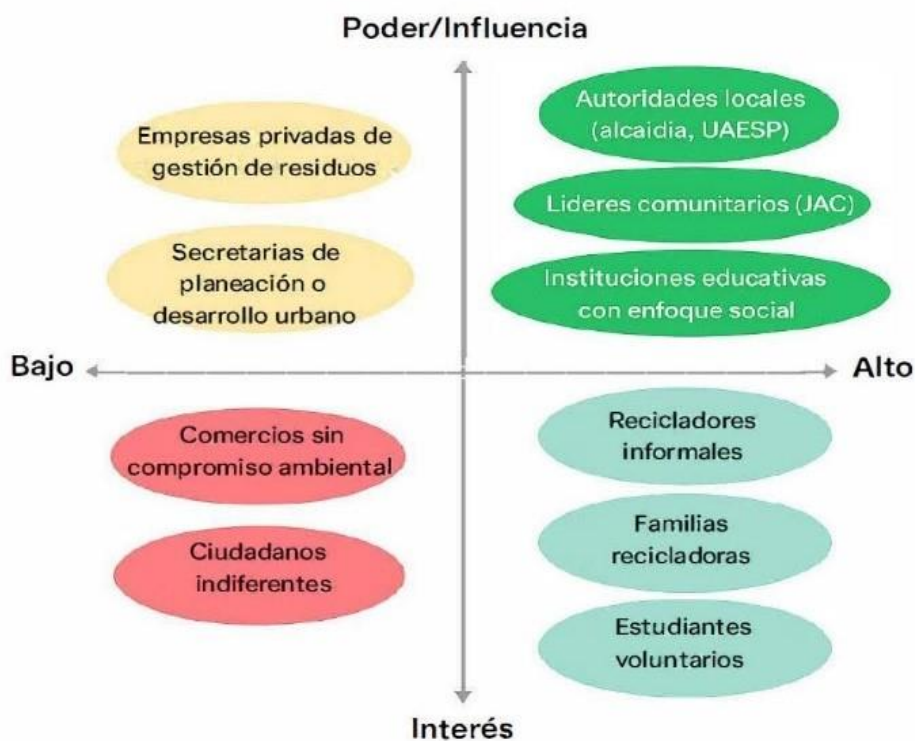 Poder/Influencia
Empresas privadas de
gestión de residuos
Secretarias de
planeación o
desarrollo urbano
Autoridades locales
(alcaidia, UAESP)
Lideres comunitarios (JAC)
Instituciones educativas
con enfoque social
Bajo
Alto
Comercios sin
compromiso ambiental
Ciudadanos
indiferentes
Recicladores
informales
Familias
recicladoras
Estudiantes
voluntarios
Interés